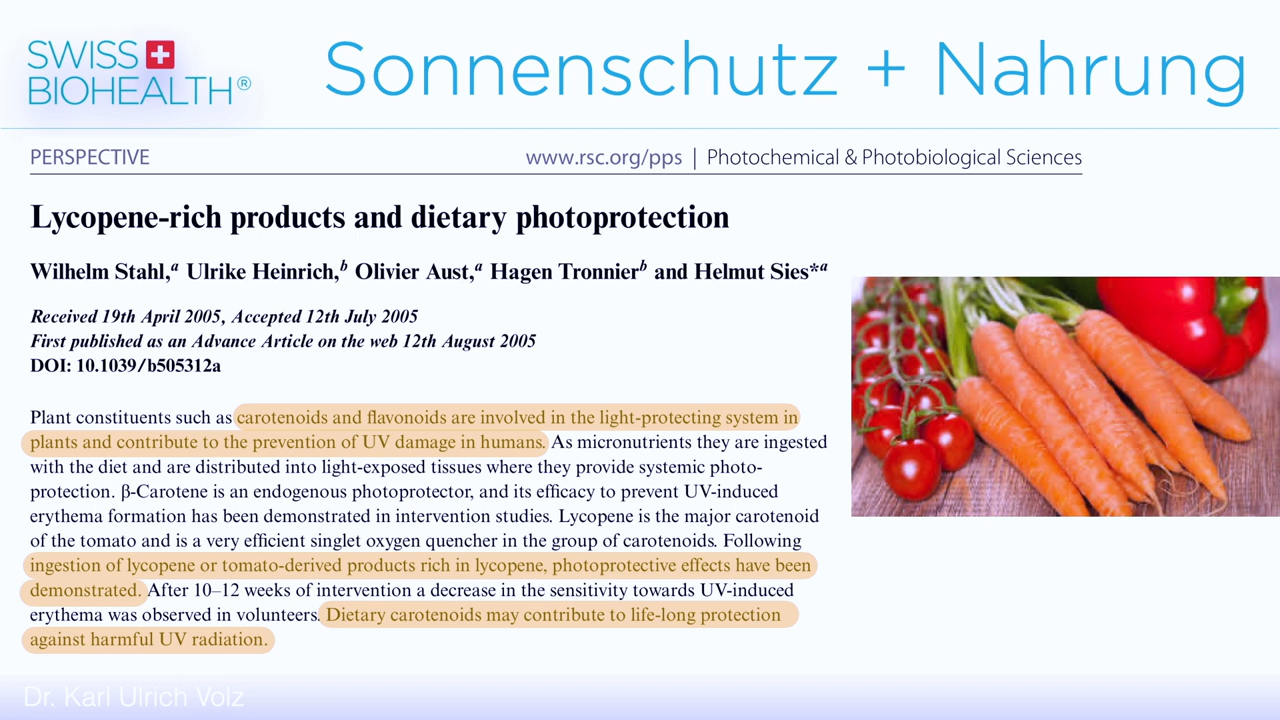 SWISS
BIOHEALTH®
Sonnenschutz + Nahrung
PERSPECTIVE
www.rsc.org/pps | Photochemical & Photobiological Sciences
Lycopene-rich products and dietary photoprotection
Wilhelm Stahl,ᵃ Ulrike Heinrich,ᵇ Olivier Aust,ᵃ Hagen Tronnierᵇ and Helmut Sies*ᵃ
Received 19th April 2005, Accepted 12th July 2005
First published as an Advance Article on the web 12th August 2005
DOI: 10.1039/b505312a
Plant constituents such as carotenoids and flavonoids are involved in the light-protecting system in
plants and contribute to the prevention of UV damage in humans. As micronutrients they are ingested
with the diet and are distributed into light-exposed tissues where they provide systemic photo-
protection. β-Carotene is an endogenous photoprotector, and its efficacy to prevent UV-induced
erythema formation has been demonstrated in intervention studies. Lycopene is the major carotenoid
of the tomato and is a very efficient singlet oxygen quencher in the group of carotenoids. Following
ingestion of lycopene or tomato-derived products rich in lycopene, photoprotective effects have been
demonstrated. After 10–12 weeks of intervention a decrease in the sensitivity towards UV-induced
erythema was observed in volunteers. Dietary carotenoids may contribute to life-long protection
against harmful UV radiation.
Dr. Karl Ulrich Volz